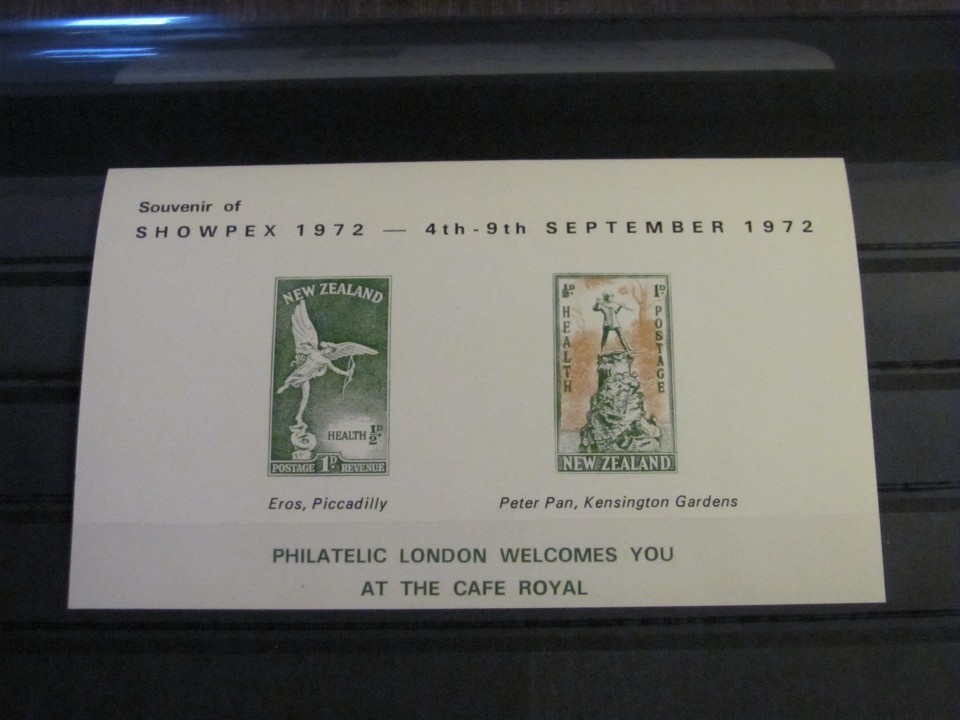 Souvenir of
SHOWPEX 1972 — 4th-9th SEPTEMBER 1972
NEW ZEALAND
HEALTH ½D.
POSTAGE 1D. REVENUE
½D. 1D.
HEALTH
POSTAGE
NEW ZEALAND
Eros, Piccadilly
Peter Pan, Kensington Gardens
PHILATELIC LONDON WELCOMES YOU
AT THE CAFE ROYAL